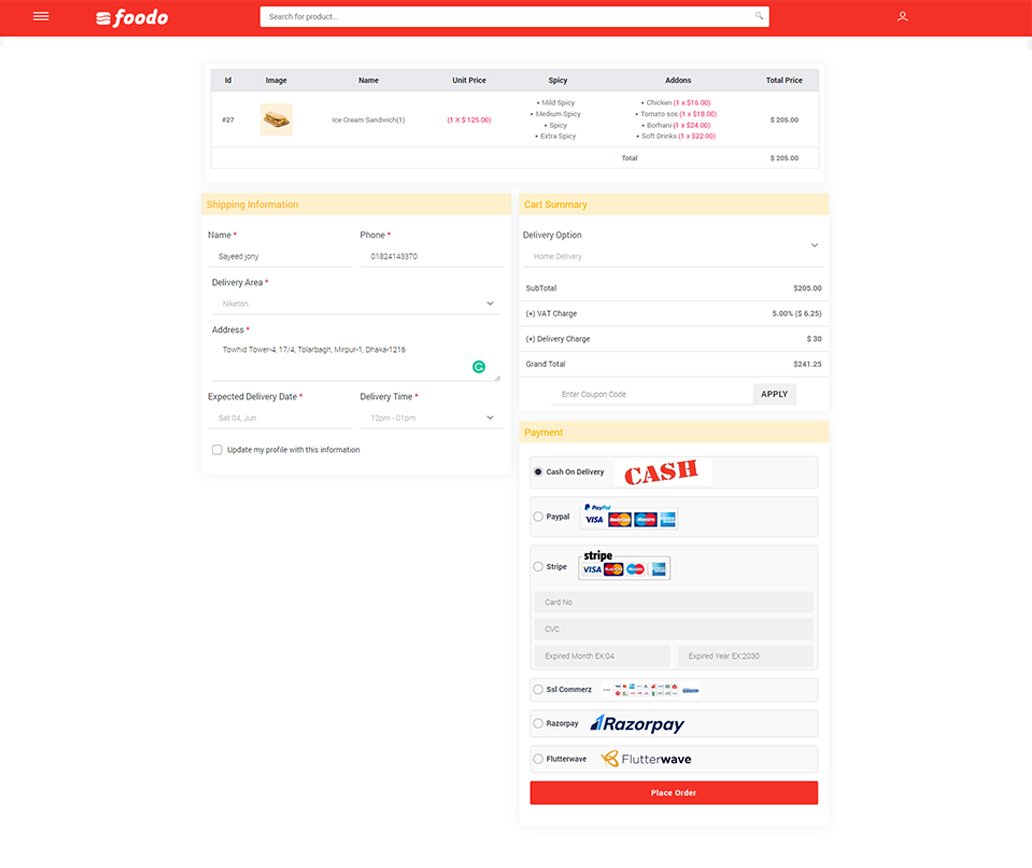 foodo
Search for product...
Id Image Name Unit Price Spicy Addons Total Price
#27 Ice Cream Sandwich(1) (1 X $ 125.00) $ 205.00
• Mild Spicy
• Medium Spicy
• Spicy
• Extra Spicy
• Chicken (1 x $16.00)
• Tomato sos (1 x $18.00)
• Borhani (1 x $24.00)
• Soft Drinks (1 x $22.00)
Total $ 205.00
Shipping Information
Name * Phone *
Sayeed jony 01824143370
Delivery Area *
Niketon
Address *
Towhid Tower-4, 17/4, Tolarbagh, Mirpur-1, Dhaka-1216
Expected Delivery Date * Delivery Time *
Sat 04, Jun 12pm - 01pm
Update my profile with this information
Cart Summary
Delivery Option
Home Delivery
SubTotal $205.00
(+) VAT Charge 5.00% ($ 6.25)
(+) Delivery Charge $ 30
Grand Total $241.25
Enter Coupon Code APPLY
Payment
Cash On Delivery CASH
PayPal
Paypal VISA MasterCard Maestro
stripe
Stripe VISA
Card No
CVC
Expired Month EX:04 Expired Year EX:2030
Ssl Commerz
Razorpay Razorpay
Flutterwave Flutterwave
Place Order